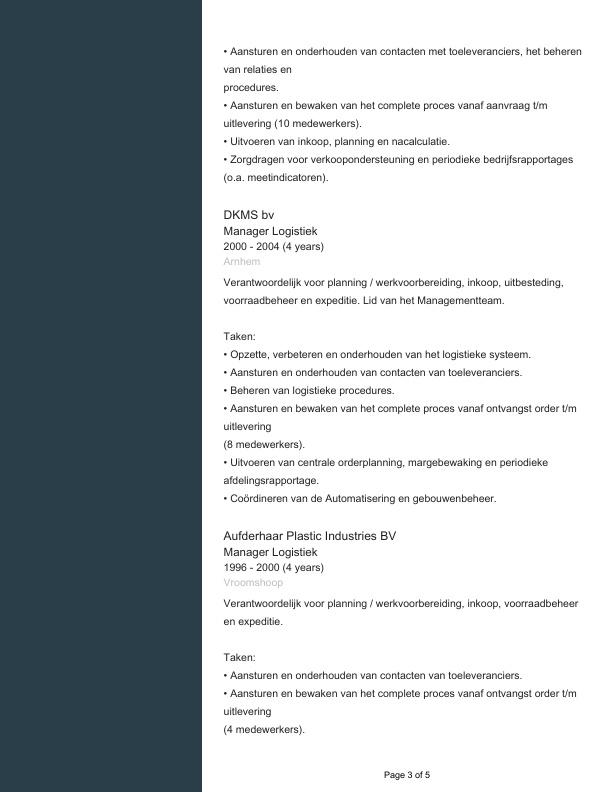 • Aansturen en onderhouden van contacten met toeleveranciers, het beheren
van relaties en
procedures.
• Aansturen en bewaken van het complete proces vanaf aanvraag t/m
uitlevering (10 medewerkers).
• Uitvoeren van inkoop, planning en nacalculatie.
• Zorgdragen voor verkoopondersteuning en periodieke bedrijfsrapportages
(o.a. meetindicatoren).
DKMS bv
Manager Logistiek
2000 - 2004 (4 years)
Arnhem
Verantwoordelijk voor planning / werkvoorbereiding, inkoop, uitbesteding,
voorraadbeheer en expeditie. Lid van het Managementteam.
Taken:
• Opzette, verbeteren en onderhouden van het logistieke systeem.
• Aansturen en onderhouden van contacten van toeleveranciers.
• Beheren van logistieke procedures.
• Aansturen en bewaken van het complete proces vanaf ontvangst order t/m
uitlevering
(8 medewerkers).
• Uitvoeren van centrale orderplanning, margebewaking en periodieke
afdelingsrapportage.
• Coördineren van de Automatisering en gebouwenbeheer.
Aufderhaar Plastic Industries BV
Manager Logistiek
1996 - 2000 (4 years)
Vroomshoop
Verantwoordelijk voor planning / werkvoorbereiding, inkoop, voorraadbeheer
en expeditie.
Taken:
• Aansturen en onderhouden van contacten van toeleveranciers.
• Aansturen en bewaken van het complete proces vanaf ontvangst order t/m
uitlevering
(4 medewerkers).
Page 3 of 5